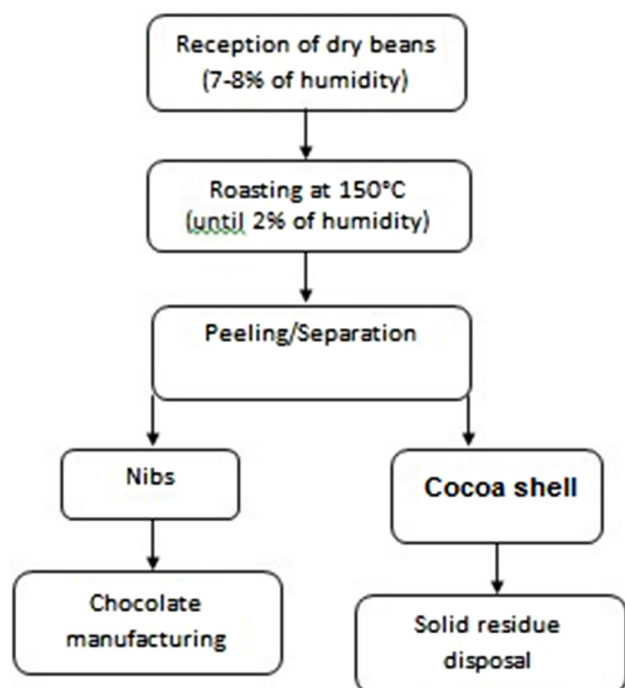 Reception of dry beans
(7-8% of humidity)
Roasting at 150°C
(until 2% of humidity)
Peeling/Separation
Nibs
Cocoa shell
Chocolate
manufacturing
Solid residue
disposal